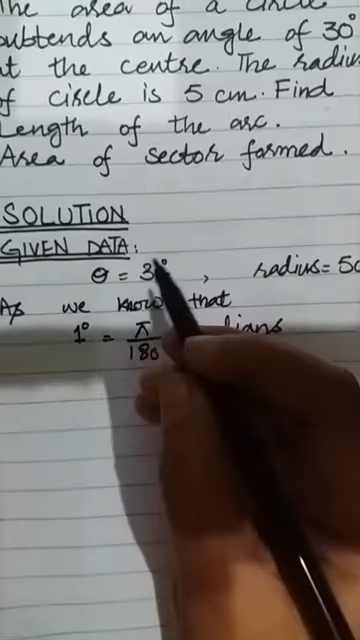 The area of a circle
subtends an angle of 30°
at the centre. The radius
of circle is 5 cm. Find
Length of the arc.
Area of sector formed.
SOLUTION
GIVEN DATA:
θ = 30° , radius = 5c
As we know that
1° = π/180